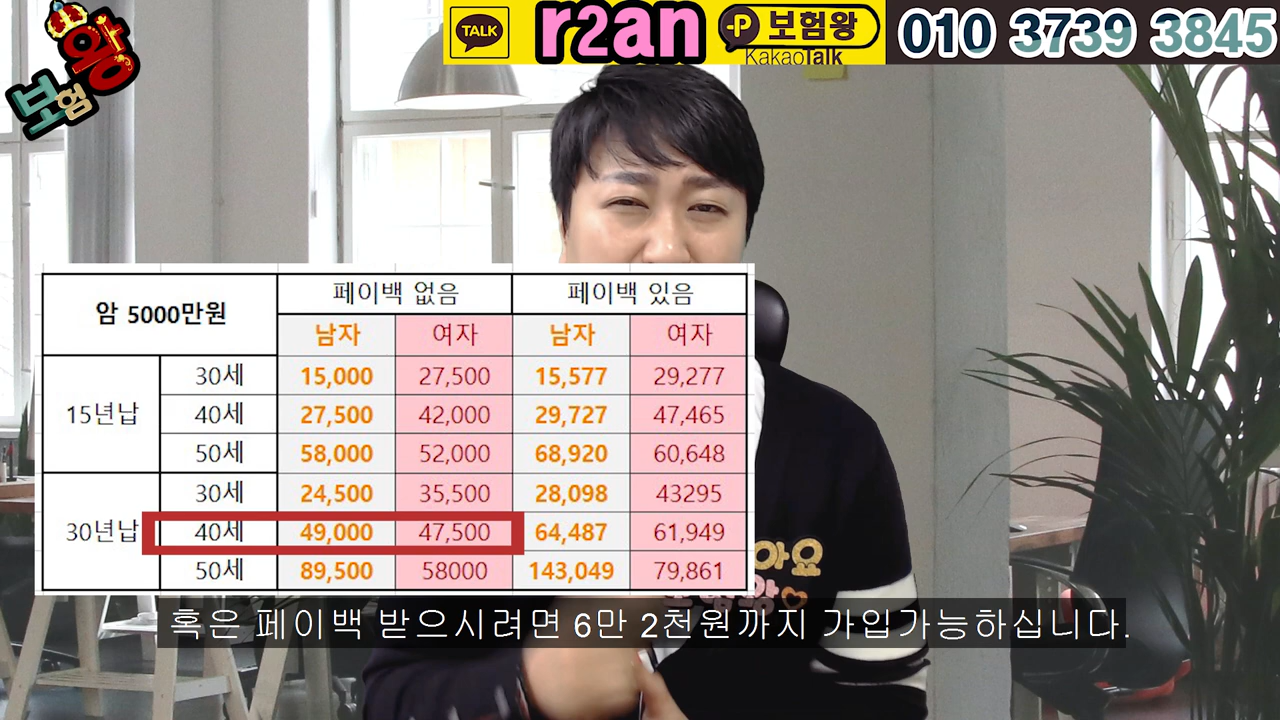 보험왕
TALK r2an P 보험왕 KakaoTalk 010 3739 3845
암 5000만원 페이백 없음 페이백 있음
남자 여자 남자 여자
15년납 30세 15,000 27,500 15,577 29,277
40세 27,500 42,000 29,727 47,465
50세 58,000 52,000 68,920 60,648
30년납 30세 24,500 35,500 28,098 43295
40세 49,000 47,500 64,487 61,949
50세 89,500 58000 143,049 79,861
아요
혹은 페이백 받으시려면 6만 2천원까지 가입가능하십니다.